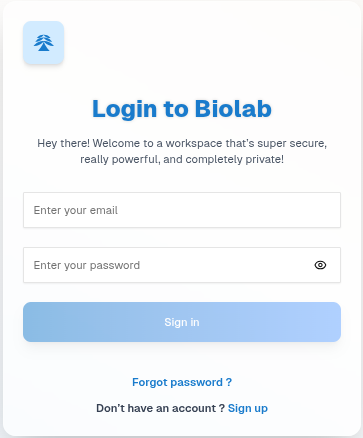 Login to Biolab
Hey there! Welcome to a workspace that's super secure,
really powerful, and completely private!
Enter your email
Enter your password
Sign in
Forgot password ?
Don't have an account ? Sign up